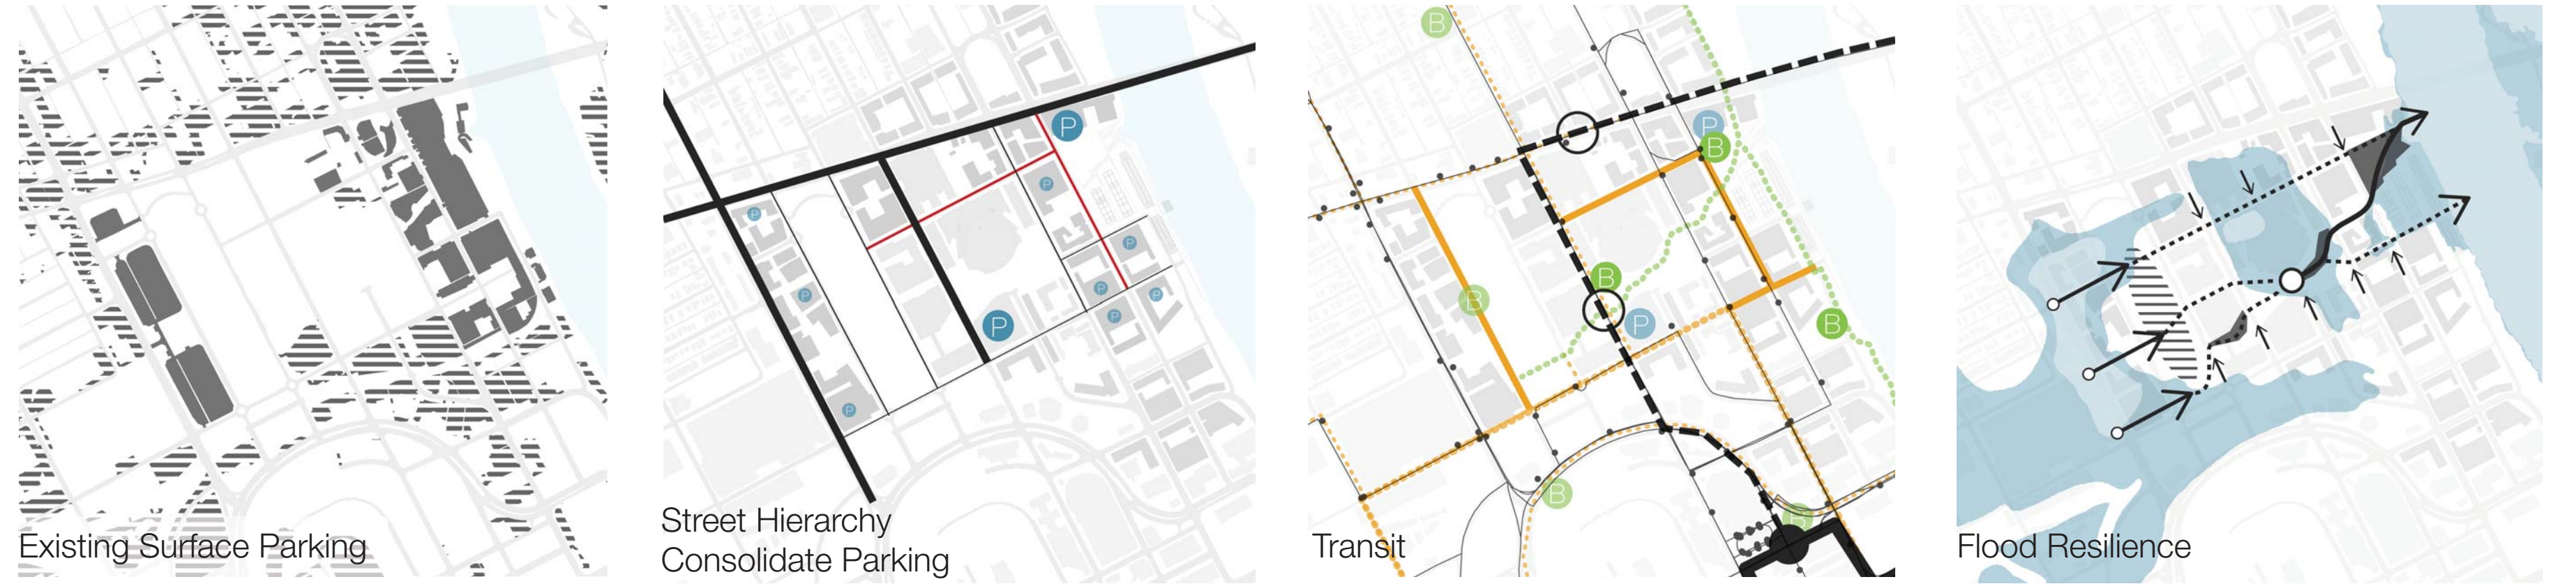 B
P
P
B
P
P
B
P
B
P
P
B
P
B
P
P
P
B
B
P
Existing Surface Parking
Street Hierarchy
Consolidate Parking
Transit
Flood Resilience